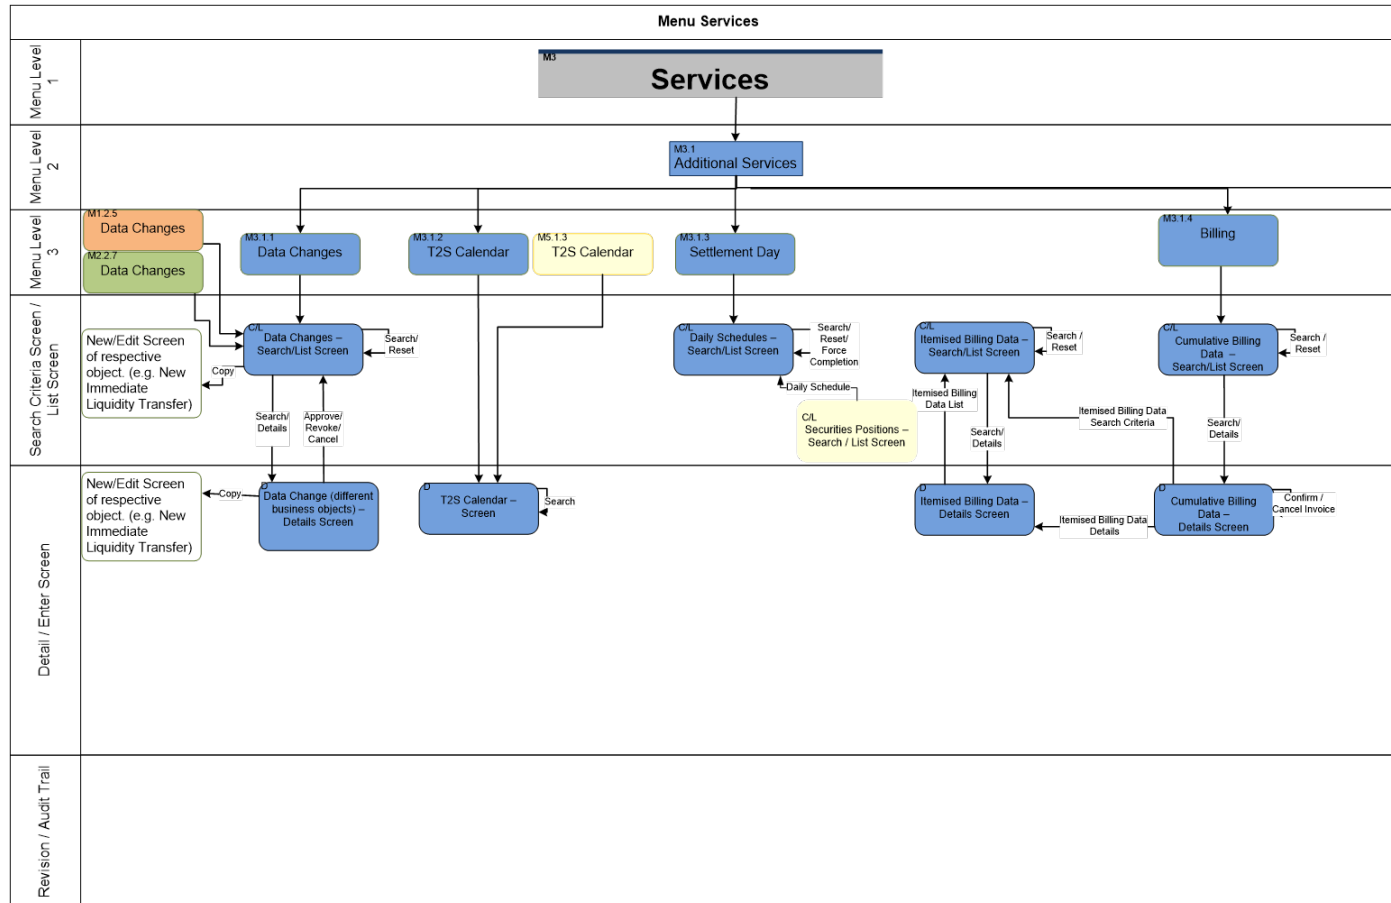 Menu Services
Menu Level
1
M3
Services
Menu Level
2
M3.1
Additional Services
Menu Level
3
M1.2.5
Data Changes
M2.2.7
Data Changes
M3.1.1
Data Changes
M3.1.2
T2S Calendar
M5.1.3
T2S Calendar
M3.1.3
Settlement Day
M3.1.4
Billing
Search Criteria Screen /
List Screen
New/Edit Screen
of respective
object. (e.g. New
Immediate
Liquidity Transfer)
Copy
C/L
Data Changes –
Search/List Screen
Search/
Reset
Search/
Details
Approve/
Revoke/
Cancel
C/L
Daily Schedules –
Search/List Screen
Search/
Reset/
Force
Completion
Daily Schedule
C/L
Securities Positions –
Search / List Screen
C/L
Itemised Billing Data –
Search/List Screen
Search /
Reset
Itemised Billing
Data List
Search/
Details
Itemised Billing Data
Search Criteria
C/L
Cumulative Billing
Data –
Search/List Screen
Search /
Reset
Search/
Details
Detail / Enter Screen
New/Edit Screen
of respective
object. (e.g. New
Immediate
Liquidity Transfer)
Copy
D
Data Change (different
business objects) –
Details Screen
D
T2S Calendar –
Screen
Search
D
Itemised Billing Data –
Details Screen
Itemised Billing Data
Details
D
Cumulative Billing
Data –
Details Screen
Confirm /
Cancel Invoice
Revision / Audit Trail